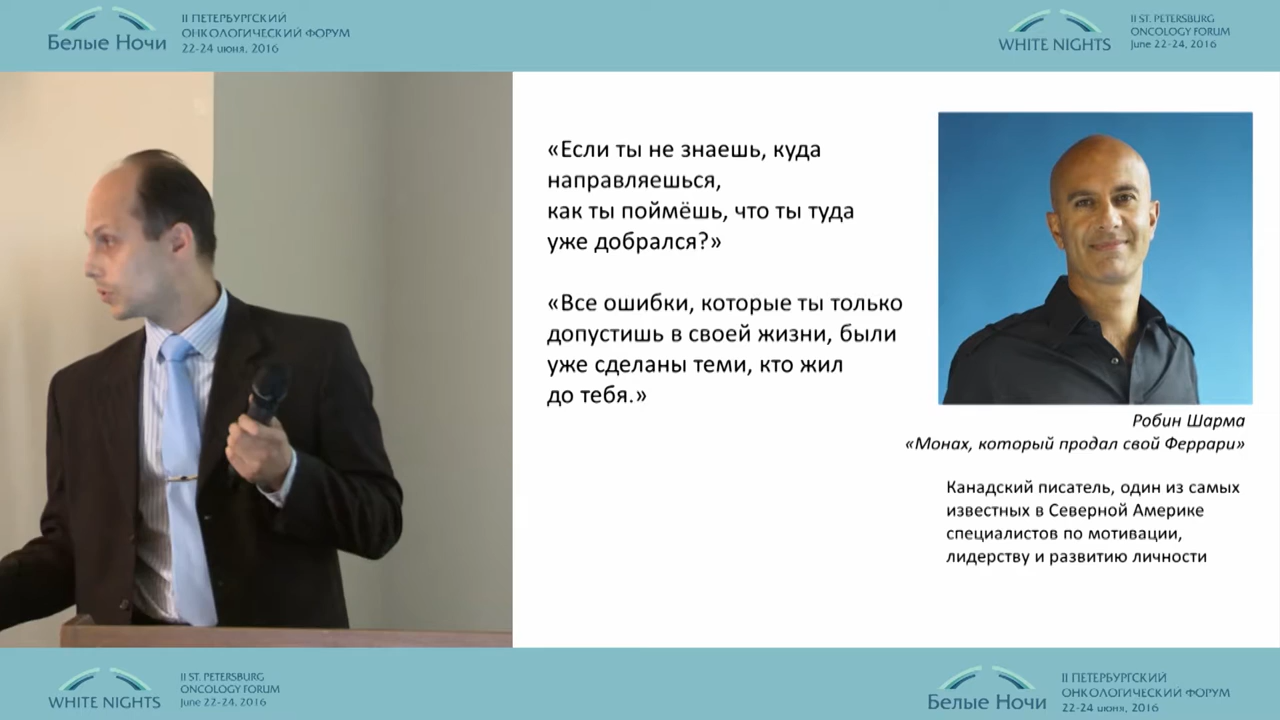 Белые Ночи
II ПЕТЕРБУРГСКИЙ
ОНКОЛОГИЧЕСКИЙ ФОРУМ
22-24 июня, 2016
WHITE NIGHTS
II ST. PETERSBURG
ONCOLOGY FORUM
June 22-24, 2016
«Если ты не знаешь, куда
направляешься,
как ты поймёшь, что ты туда
уже добрался?»
«Все ошибки, которые ты только
допустишь в своей жизни, были
уже сделаны теми, кто жил
до тебя.»
Робин Шарма
«Монах, который продал свой Феррари»
Канадский писатель, один из самых
известных в Северной Америке
специалистов по мотивации,
лидерству и развитию личности
WHITE NIGHTS
II ST. PETERSBURG
ONCOLOGY FORUM
June 22-24, 2016
Белые Ночи
II ПЕТЕРБУРГСКИЙ
ОНКОЛОГИЧЕСКИЙ ФОРУМ
22-24 июня, 2016